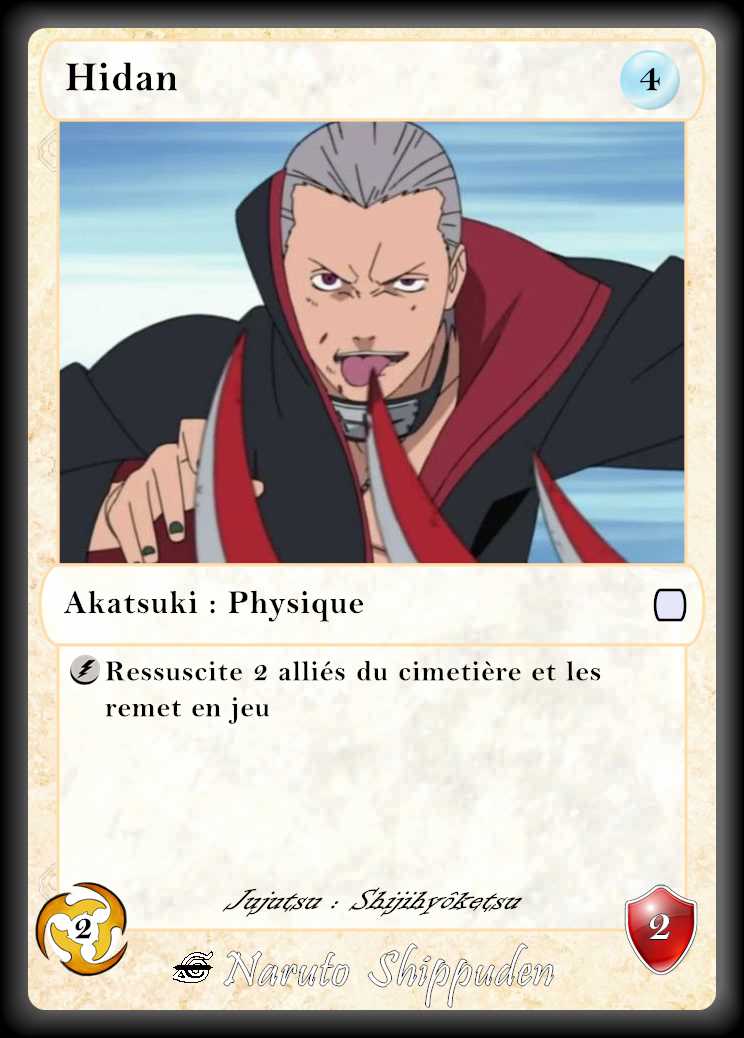 Hidan
4
Akatsuki : Physique
Ressuscite 2 alliés du cimetière et les
remet en jeu
Jujutsu : Shijihyôketsu
2
2
Naruto Shippuden